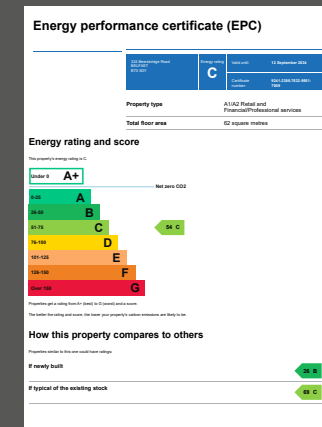 Energy performance certificate (EPC)
BELFAST
Energy rating
C
Valid until:
Certificate number:
Property type
A1/A2 Retail and
Financial/Professional services
Total floor area
62 square metres
Energy rating and score
This property's energy rating is C.
Under 0 A+
Net zero CO2
0-25 A
26-50 B
51-75 C
54 C
76-100 D
101-125 E
126-150 F
Over 150 G
Properties get a rating from A+ (best) to G (worst) and a score.
The better the rating and score, the lower your property's carbon emissions are likely to be.
How this property compares to others
Properties similar to this one could have ratings:
If newly built
26 B
If typical of the existing stock
69 C